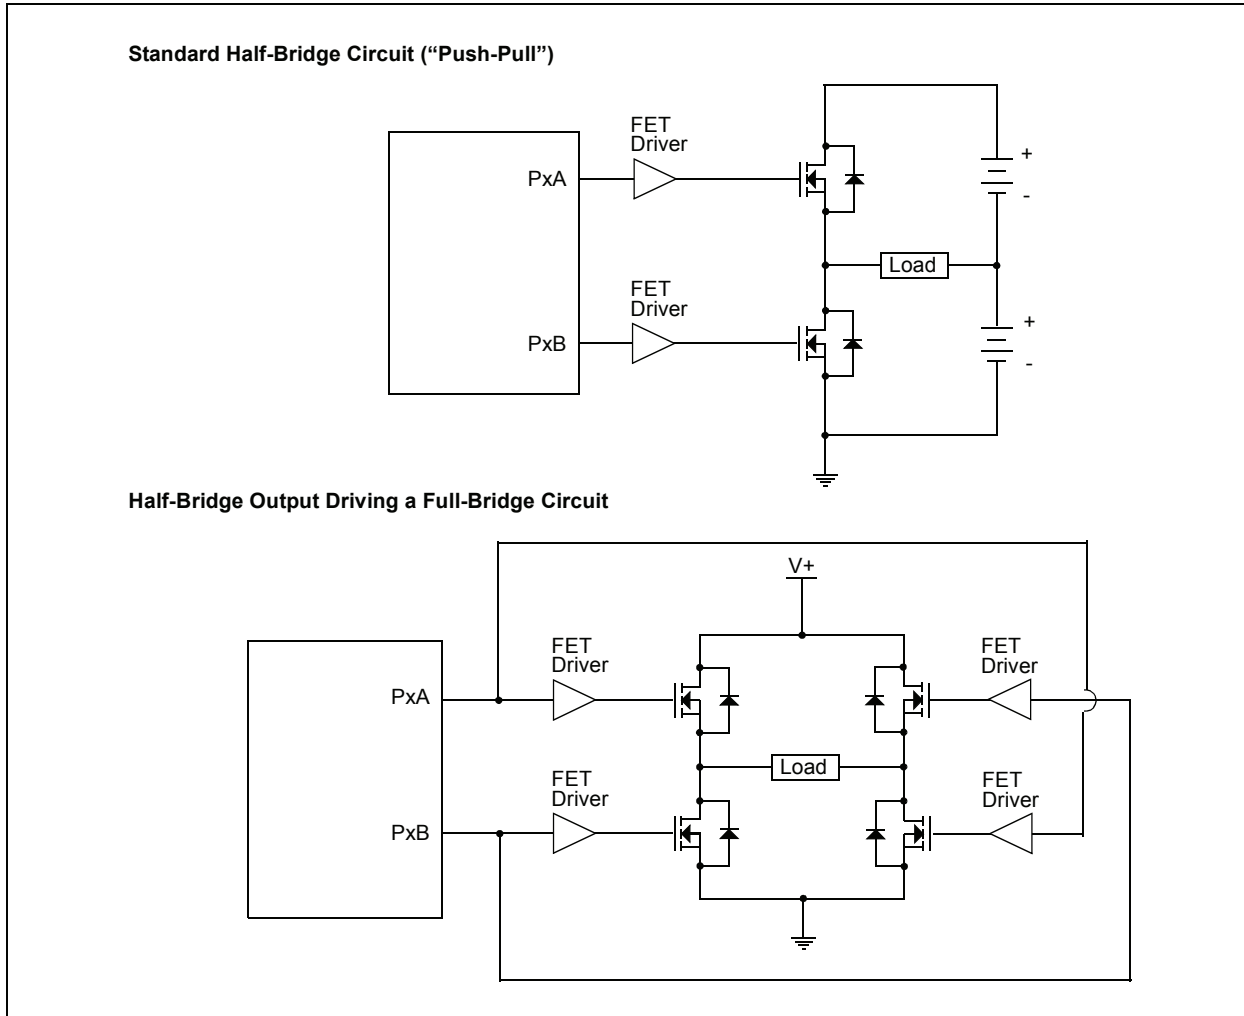 Standard Half-Bridge Circuit (“Push-Pull”)
FET
Driver
PxA
+
-
Load
FET
Driver
PxB
+
-
Half-Bridge Output Driving a Full-Bridge Circuit
V+
FET
Driver
FET
Driver
PxA
Load
FET
Driver
FET
Driver
PxB